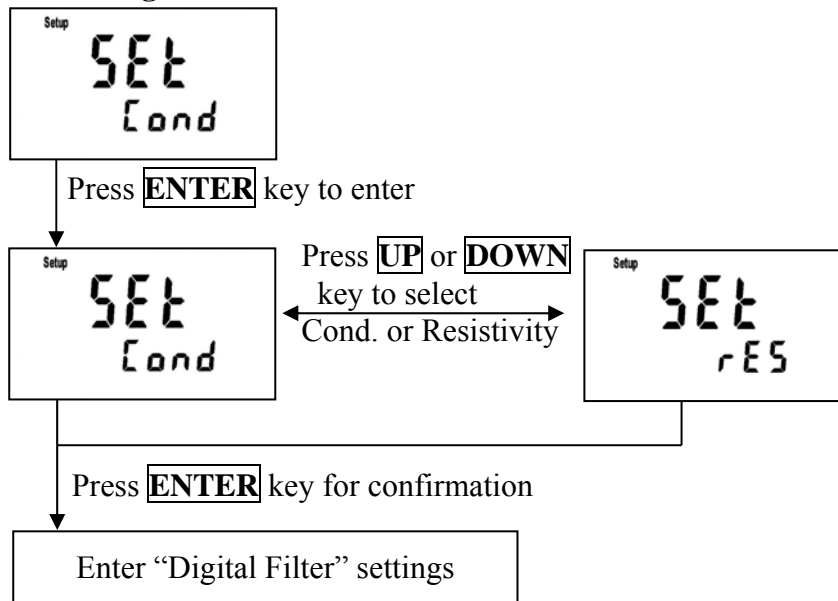 Setup
SEt
Cond
Press ENTER key to enter
Setup
SEt
Cond
Press UP or DOWN
key to select
Cond. or Resistivity
Setup
SEt
rES
Press ENTER key for confirmation
Enter “Digital Filter” settings